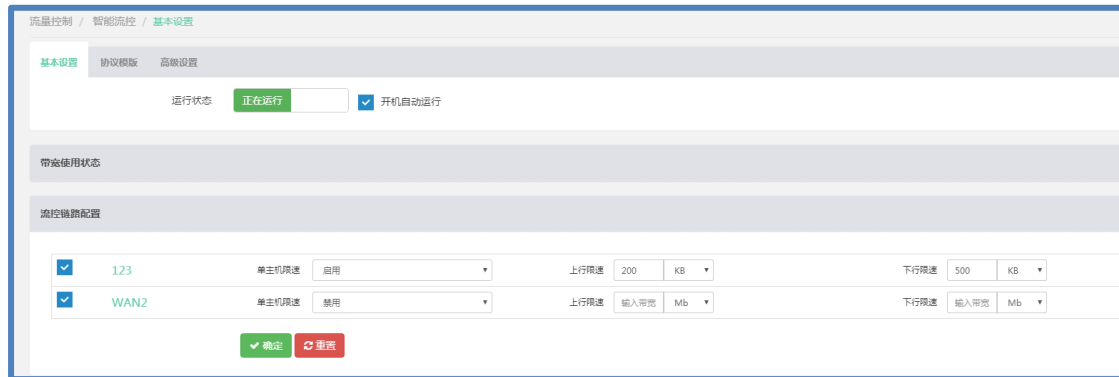 流量控制 / 智能流控 / 基本设置
基本设置 协议模版 高级设置
运行状态 正在运行 开机自动运行
带宽使用状态
流控链路配置
123 单主机限速 启用 上行限速 200 KB 下行限速 500 KB
WAN2 单主机限速 禁用 上行限速 输入带宽 Mb 下行限速 输入带宽 Mb
确定 重置